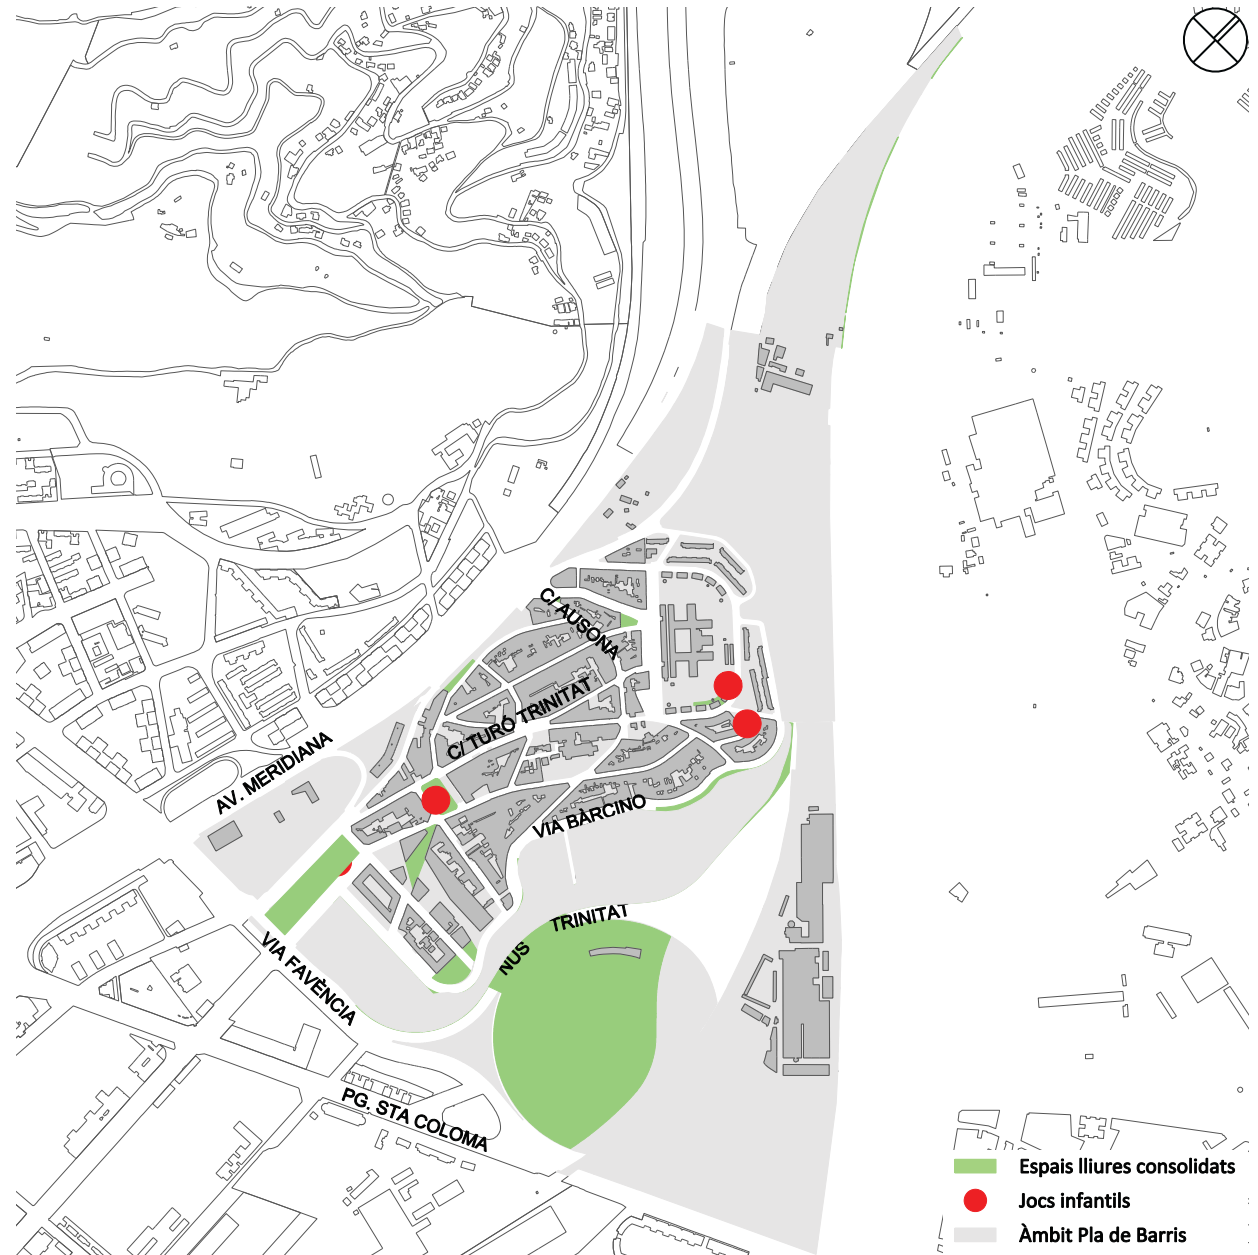 C/ AUSONA
C/ TURÓ TRINITAT
AV. MERIDIANA
VIA BÀRCINO
NUS TRINITAT
VIA FAVÈNCIA
PG. STA COLOMA
Espais lliures consolidats
Jocs infantils
Àmbit Pla de Barris